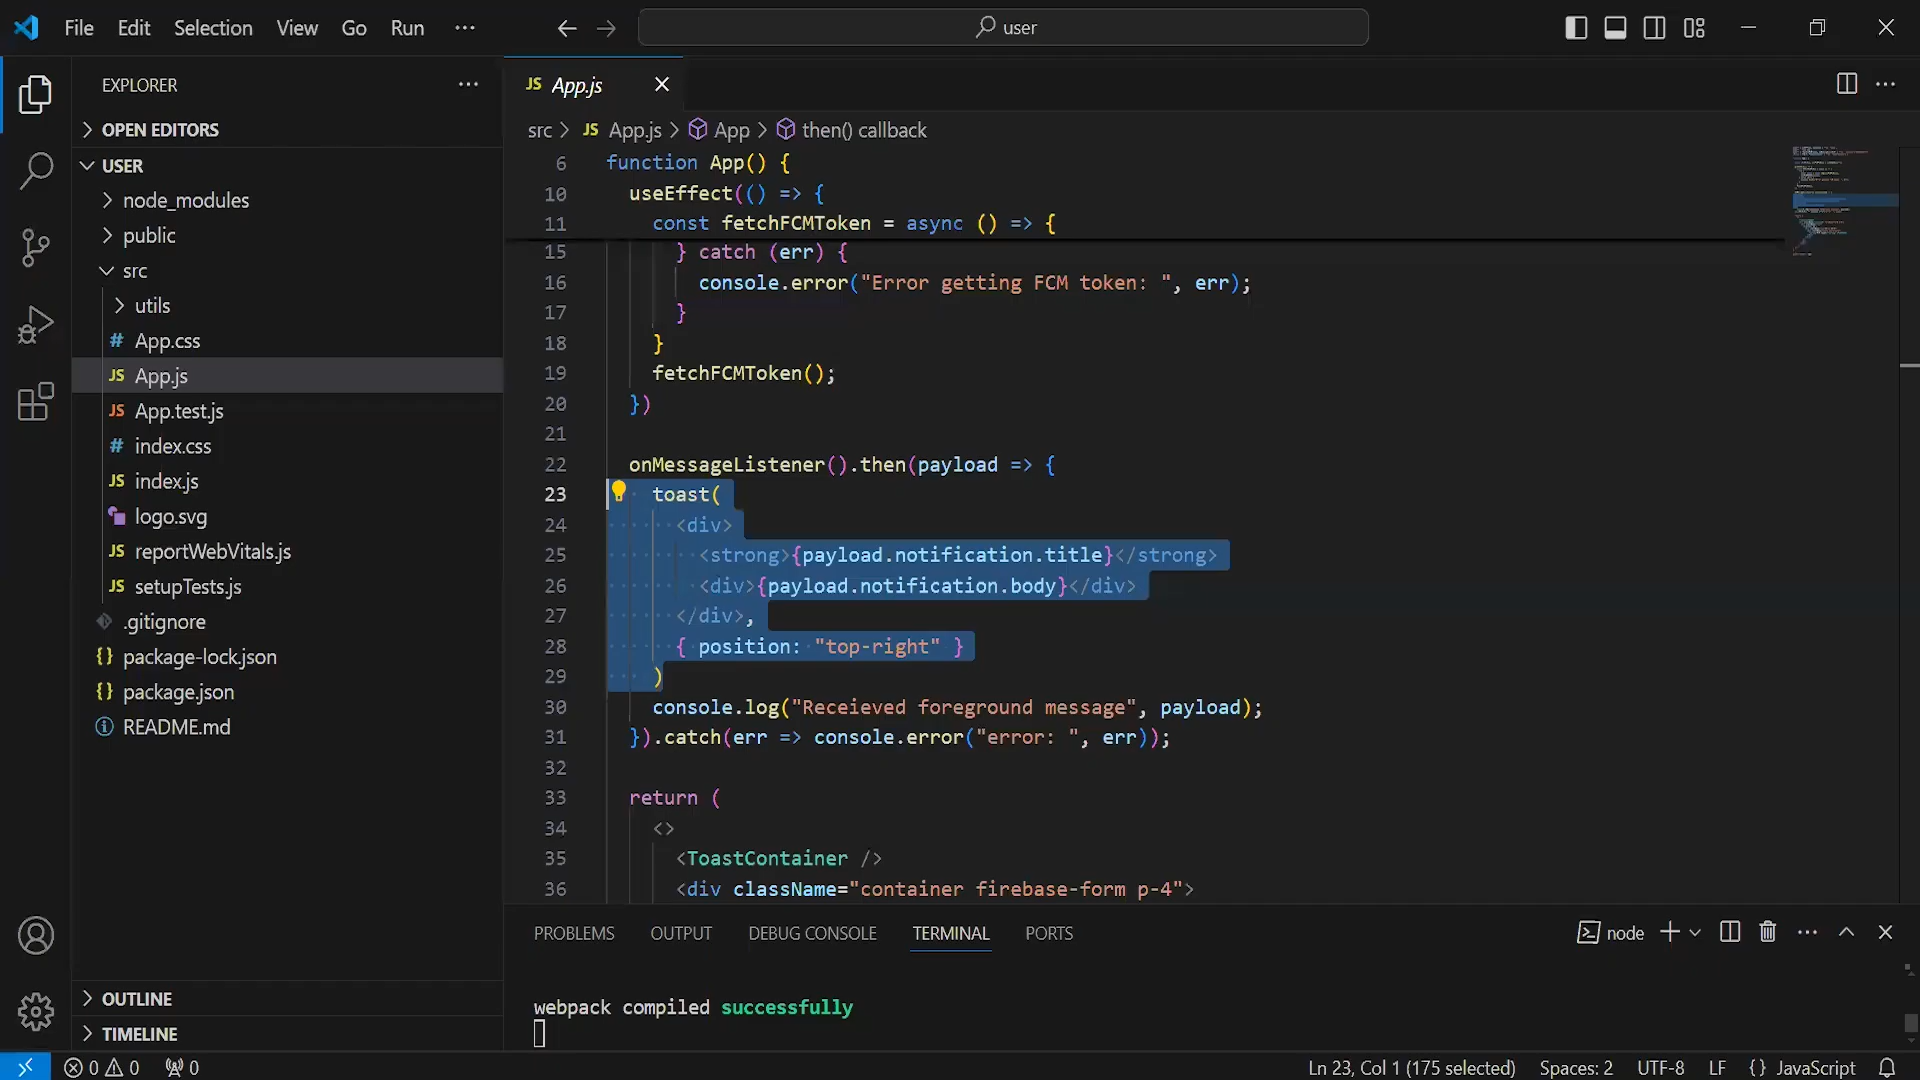 File Edit Selection View Go Run ··· ← → user
EXPLORER ···
OPEN EDITORS
USER
node_modules
public
src
utils
# App.css
JS App.js
JS App.test.js
# index.css
JS index.js
logo.svg
JS reportWebVitals.js
JS setupTests.js
.gitignore
{} package-lock.json
{} package.json
README.md
OUTLINE
TIMELINE
JS App.js
src > JS App.js > App > then() callback
6 function App() {
10 useEffect(() => {
11 const fetchFCMToken = async () => {
15 } catch (err) {
16 console.error("Error getting FCM token: ", err);
17 }
18 }
19 fetchFCMToken();
20 })
21
22 onMessageListener().then(payload => {
23 toast(
24 <div>
25 <strong>{payload.notification.title}</strong>
26 <div>{payload.notification.body}</div>
27 </div>,
28 { position: "top-right" }
29 )
30 console.log("Receieved foreground message", payload);
31 }).catch(err => console.error("error: ", err));
32
33 return (
34 <>
35 <ToastContainer />
36 <div className="container firebase-form p-4">
PROBLEMS OUTPUT DEBUG CONSOLE TERMINAL PORTS node
webpack compiled successfully
0 0 0 Ln 23, Col 1 (175 selected) Spaces: 2 UTF-8 LF {} JavaScript